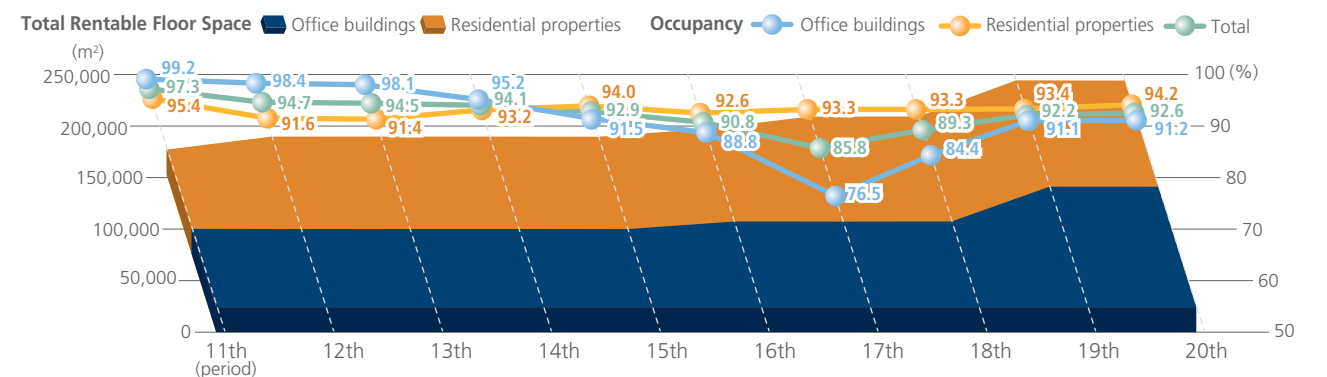 Total Rentable Floor Space Office buildings Residential properties Occupancy Office buildings Residential properties Total
(m²)
250,000 100 (%)
200,000 90
150,000 80
100,000 70
50,000 60
0 50
99.2 98.4 98.1 95.2 91.5 88.8 76.5 84.4 91.1 91.2
97.3 94.7 94.5 94.1 92.9 90.8 85.8 89.3 92.2 92.6
95.4 91.6 91.4 93.2 94.0 92.6 93.3 93.3 93.4 94.2
11th 12th 13th 14th 15th 16th 17th 18th 19th 20th
(period)